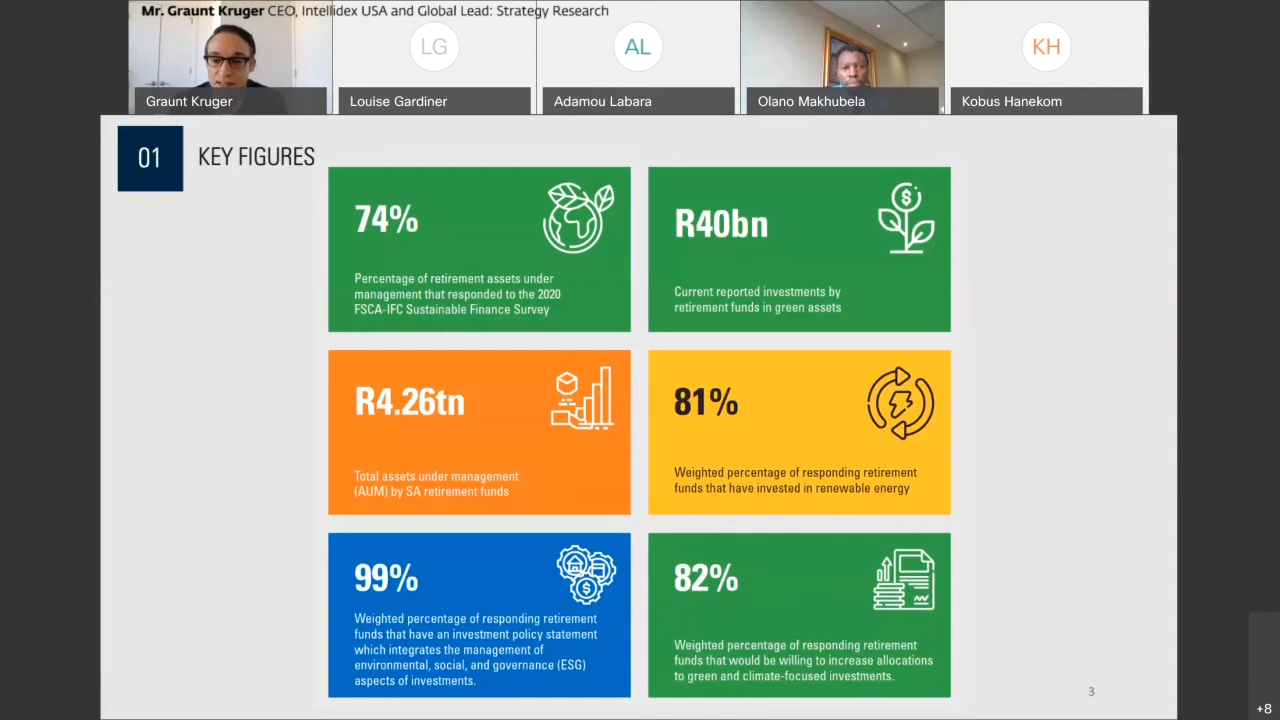 Mr. Graunt Kruger CEO, Intellidex USA and Global Lead: Strategy Research
LG
AL
KH
Graunt Kruger
Louise Gardiner
Adamou Labara
Olano Makhubela
Kobus Hanekom
01
KEY FIGURES
74%
Percentage of retirement assets under
management that responded to the 2020
FSCA-IFC Sustainable Finance Survey
R40bn
Current reported investments by
retirement funds in green assets
R4.26tn
Total assets under management
(AUM) by SA retirement funds
81%
Weighted percentage of responding retirement
funds that have invested in renewable energy
99%
Weighted percentage of responding retirement
funds that have an investment policy statement
which integrates the management of
environmental, social, and governance (ESG)
aspects of investments.
82%
Weighted percentage of responding retirement
funds that would be willing to increase allocations
to green and climate-focused investments.
3
+8